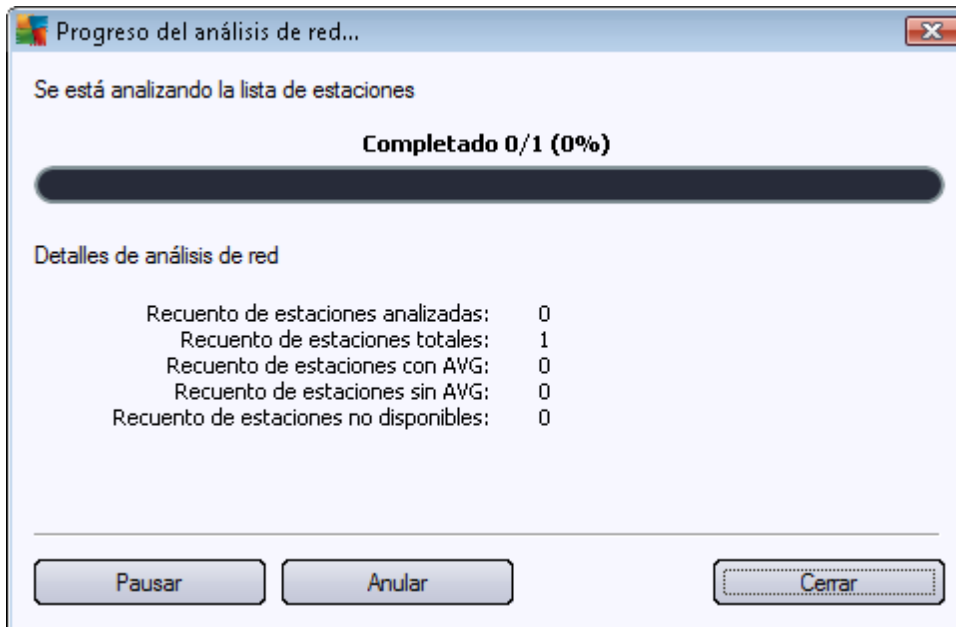 Progreso del análisis de red...
Se está analizando la lista de estaciones
Completado 0/1 (0%)
Detalles de análisis de red
Recuento de estaciones analizadas: 0
Recuento de estaciones totales: 1
Recuento de estaciones con AVG: 0
Recuento de estaciones sin AVG: 0
Recuento de estaciones no disponibles: 0
Pausar Anular Cerrar